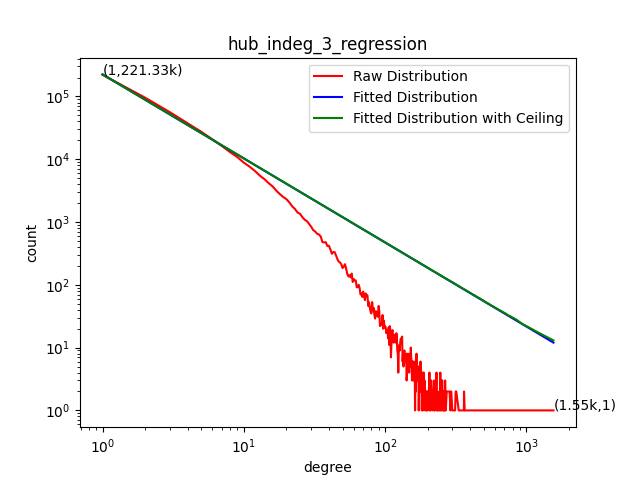 hub_indeg_3_regression
(1,221.33k)
Raw Distribution
Fitted Distribution
Fitted Distribution with Ceiling
10^5
10^4
10^3
10^2
10^1
10^0
count
(1.55k,1)
10^0 10^1 10^2 10^3
degree